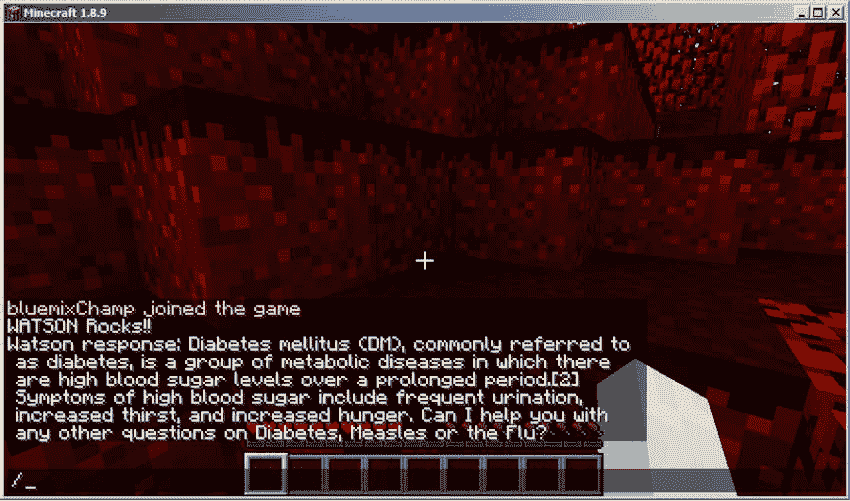 Minecraft 1.8.9
bluemixChamp joined the game
WATSON Rocks!!
Watson response: Diabetes mellitus (DM), commonly referred to
as diabetes, is a group of metabolic diseases in which there
are high blood sugar levels over a prolonged period.[2]
Symptoms of high blood sugar include frequent urination,
increased thirst, and increased hunger. Can I help you with
any other questions on Diabetes, Measles or the Flu?
/_